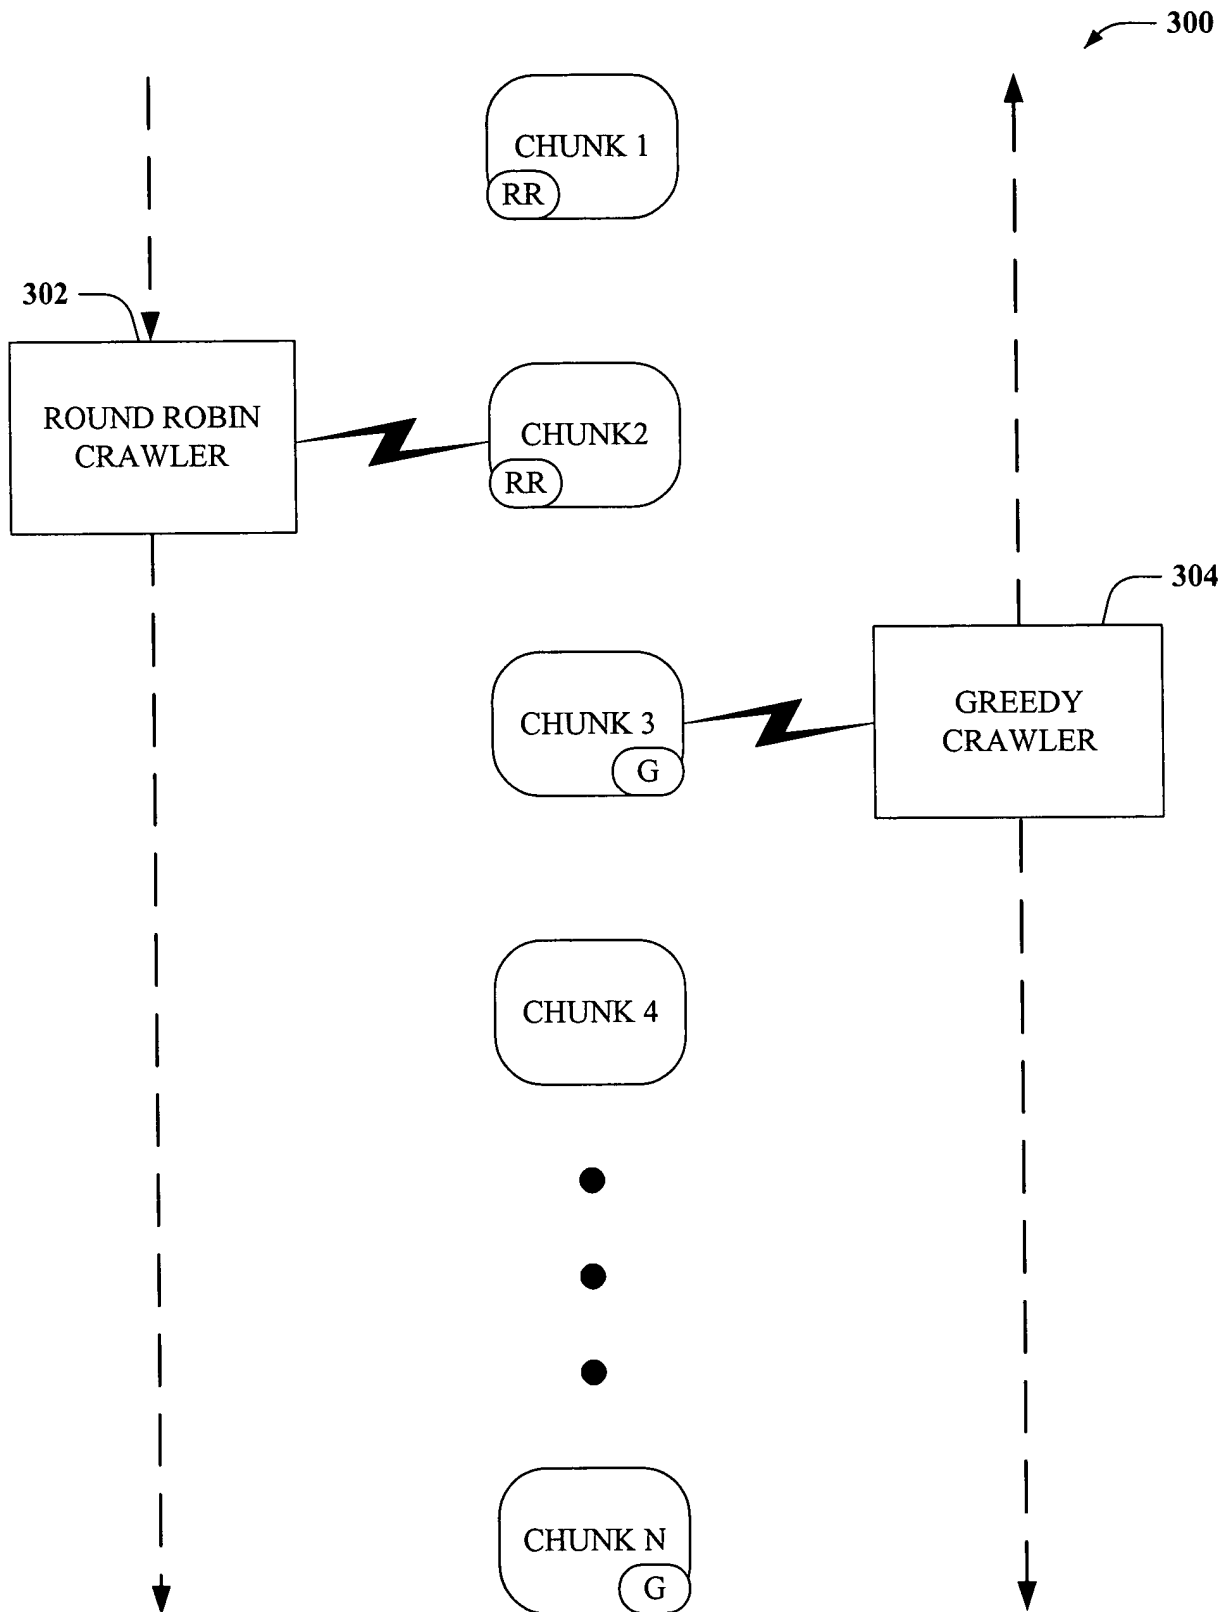 300
CHUNK 1
RR
302
ROUND ROBIN
CRAWLER
CHUNK2
RR
304
CHUNK 3
G
GREEDY
CRAWLER
CHUNK 4
CHUNK N
G